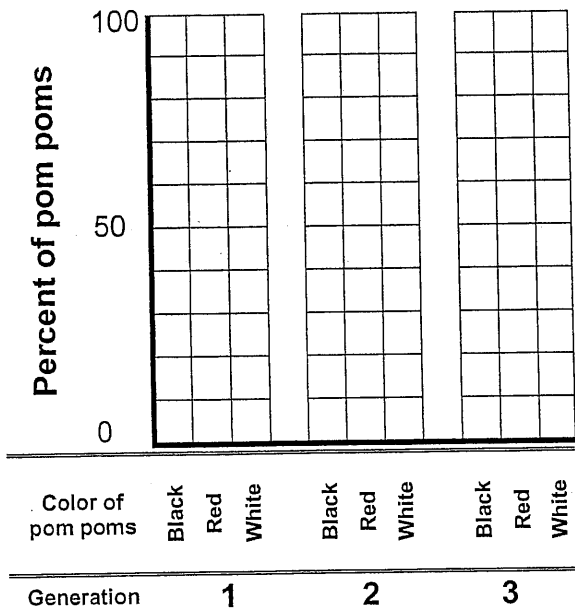 Percent of pom poms
100
50
0
Color of
pom poms
Black Red White Black Red White Black Red White
Generation 1 2 3